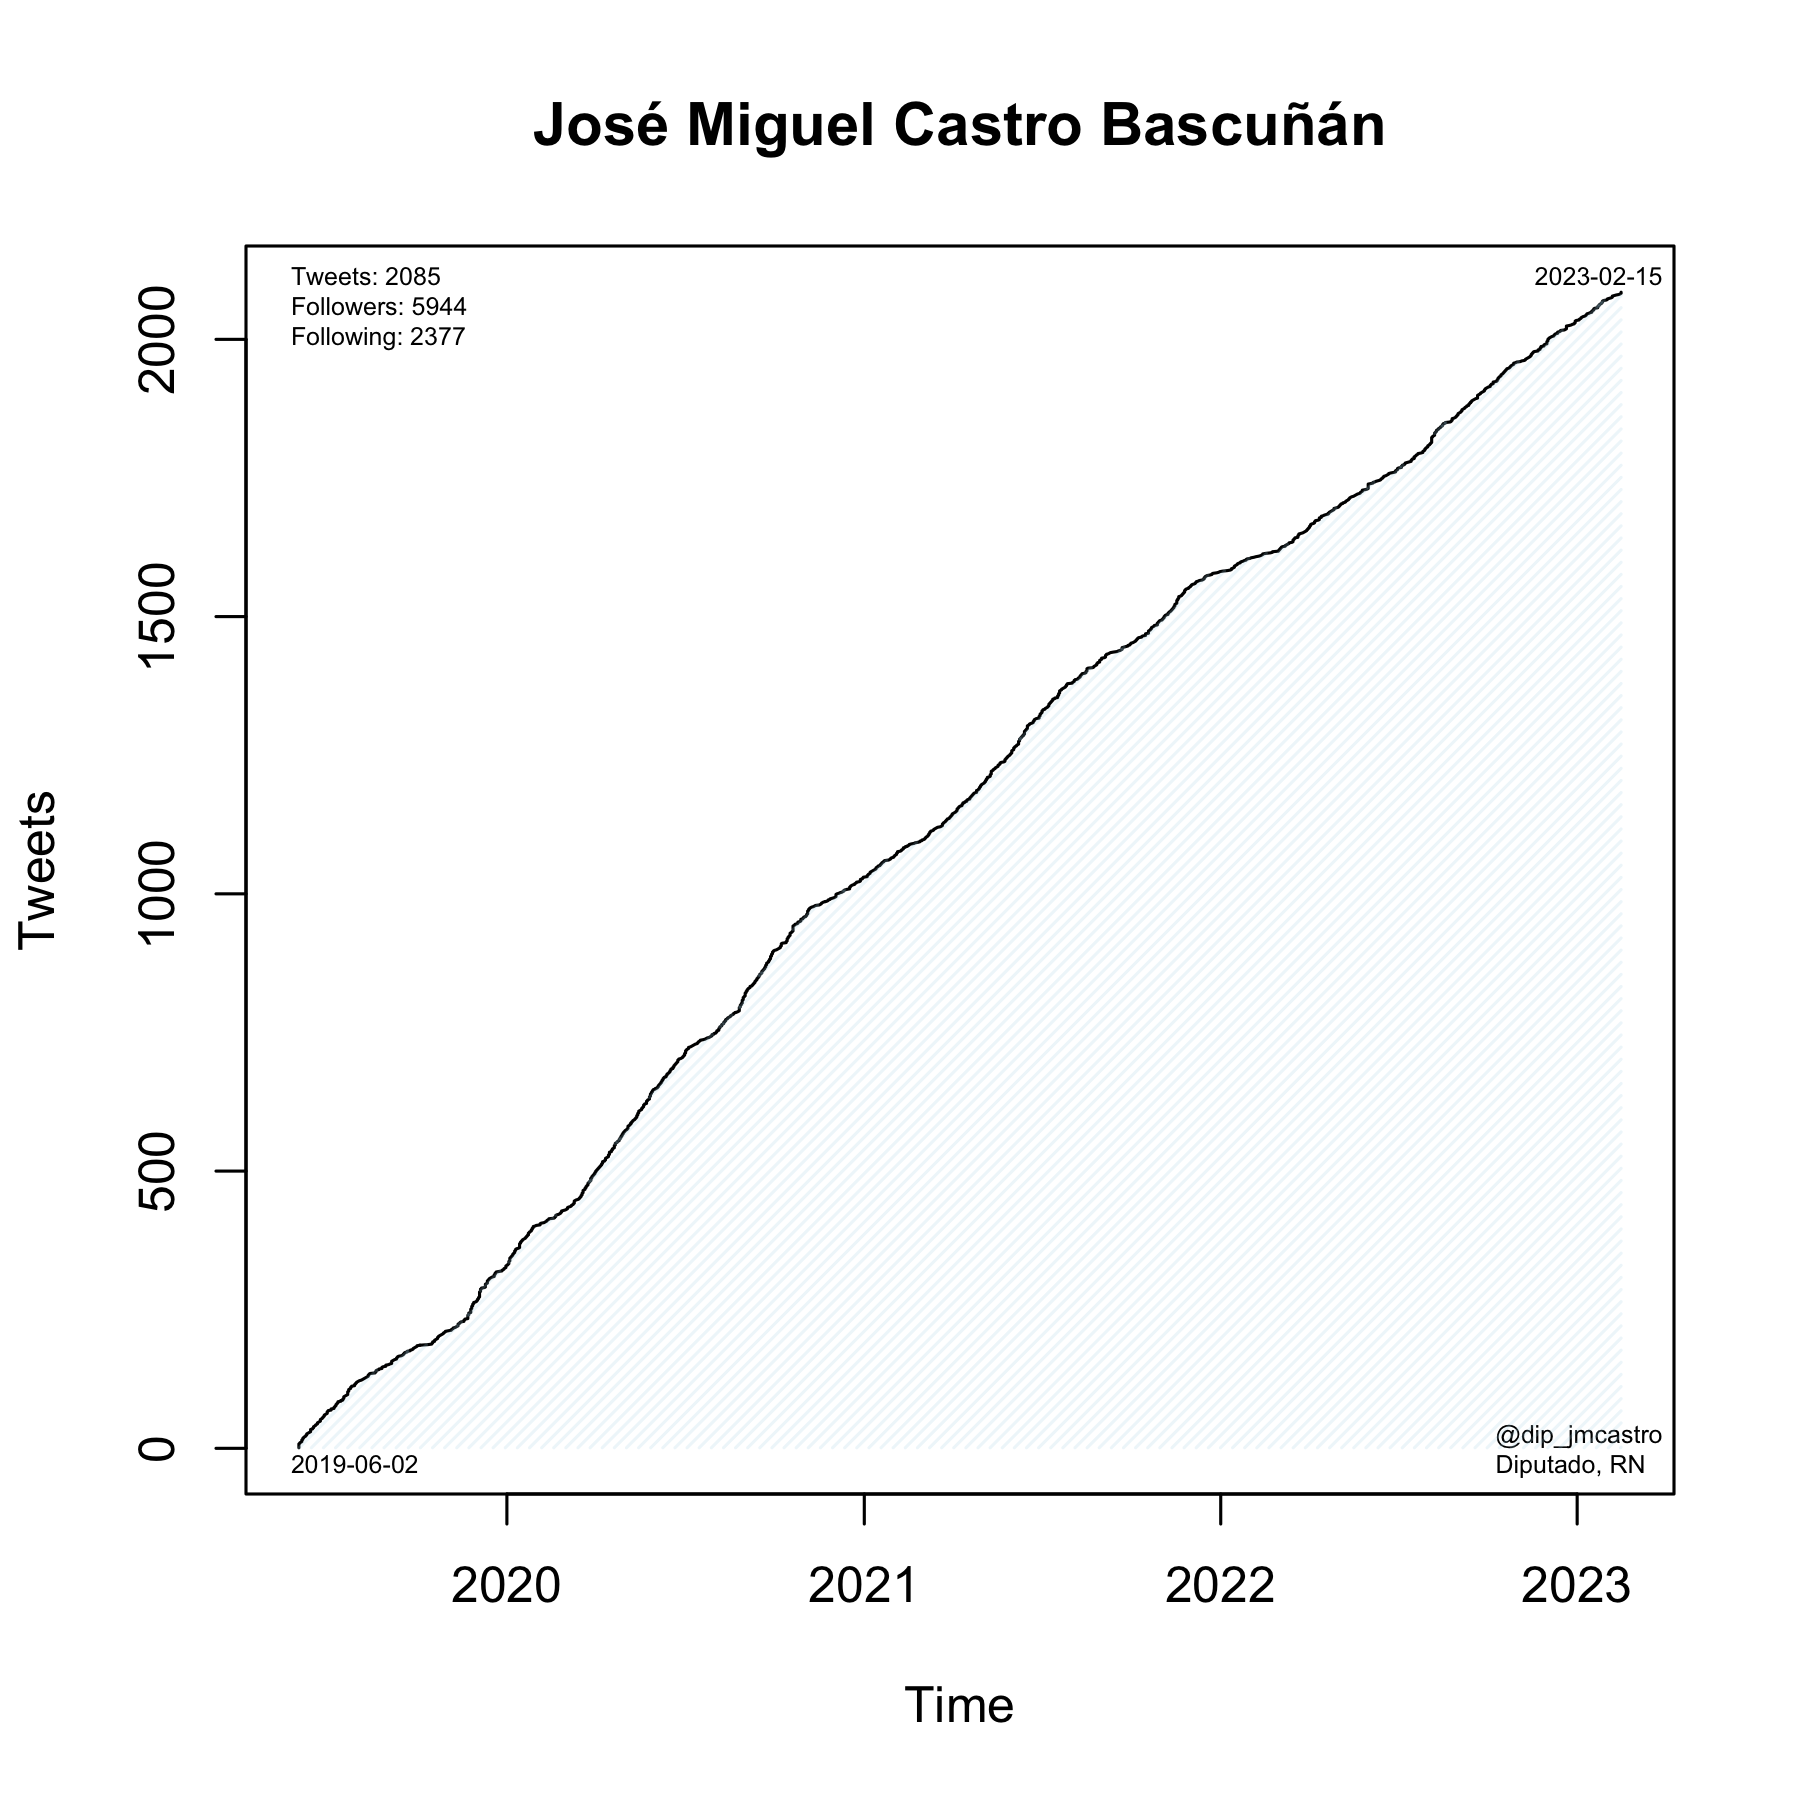 José Miguel Castro Bascuñán
Tweets: 2085
Followers: 5944
Following: 2377
2023-02-15
2000
1500
1000
500
0
Tweets
2019-06-02
@dip_jmcastro
Diputado, RN
2020
2021
2022
2023
Time